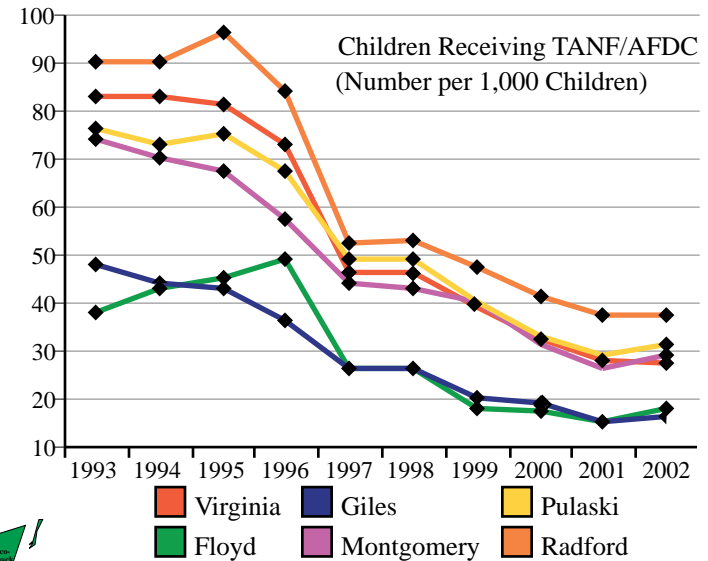 Children Receiving TANF/AFDC
(Number per 1,000 Children)
100
90
80
70
60
50
40
30
20
10
1993 1994 1995 1996 1997 1998 1999 2000 2001 2002
Virginia Giles Pulaski
Floyd Montgomery Radford